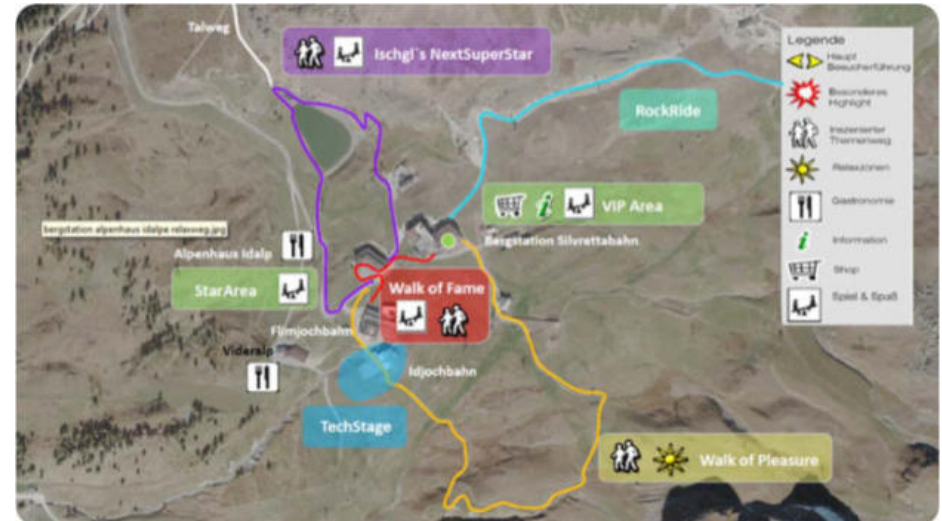 Talweg
Ischgl`s NextSuperStar
Legende
Haupt
Besucherführung
Besonderes
Highlight
Inszenierter
Themenweg
Relaxzonen
Gastronomie
Information
Shop
Spiel & Spaß
RockRide
VIP Area
bergstation alpenhaus idalpe relaxweg.jpg
Bergstation Silvrettabahn
Alpenhaus Idalp
StarArea
Walk of Fame
Flimjochbahn
Videralp
Idjochbahn
TechStage
Walk of Pleasure